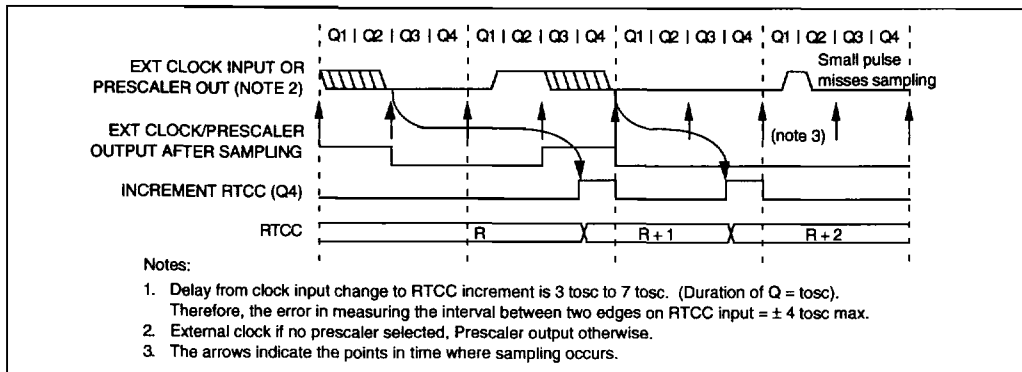 Q1 | Q2 | Q3 | Q4 Q1 | Q2 | Q3 | Q4 Q1 | Q2 | Q3 | Q4 Q1 | Q2 | Q3 | Q4
EXT CLOCK INPUT OR
PRESCALER OUT (NOTE 2)
Small pulse
misses sampling
EXT CLOCK/PRESCALER
OUTPUT AFTER SAMPLING
(note 3)
INCREMENT RTCC (Q4)
RTCC R R + 1 R + 2
Notes:
1. Delay from clock input change to RTCC increment is 3 tosc to 7 tosc. (Duration of Q = tosc).
Therefore, the error in measuring the interval between two edges on RTCC input = ± 4 tosc max.
2. External clock if no prescaler selected, Prescaler output otherwise.
3. The arrows indicate the points in time where sampling occurs.